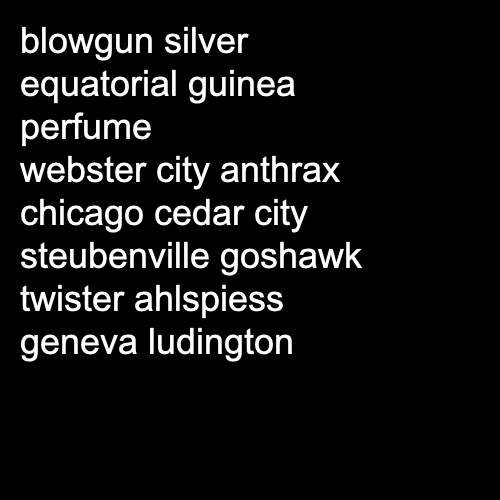 blowgun silver
equatorial guinea
perfume
webster city anthrax
chicago cedar city
steubenville goshawk
twister ahlspiess
geneva ludington